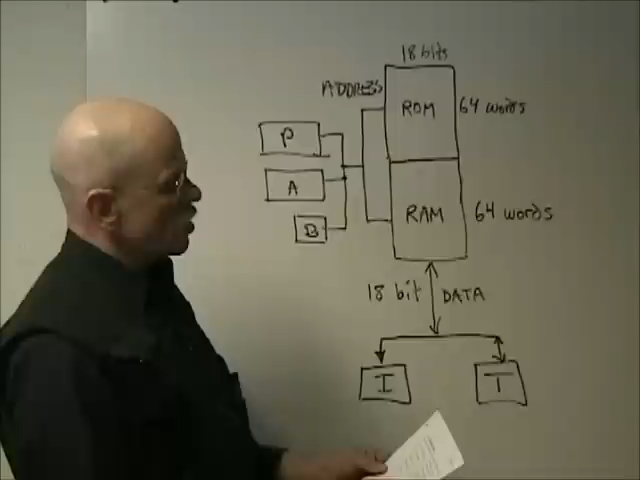 18 bits
ADDRESS
ROM
64 words
P
A
RAM
64 words
B
18 bit
DATA
I
T